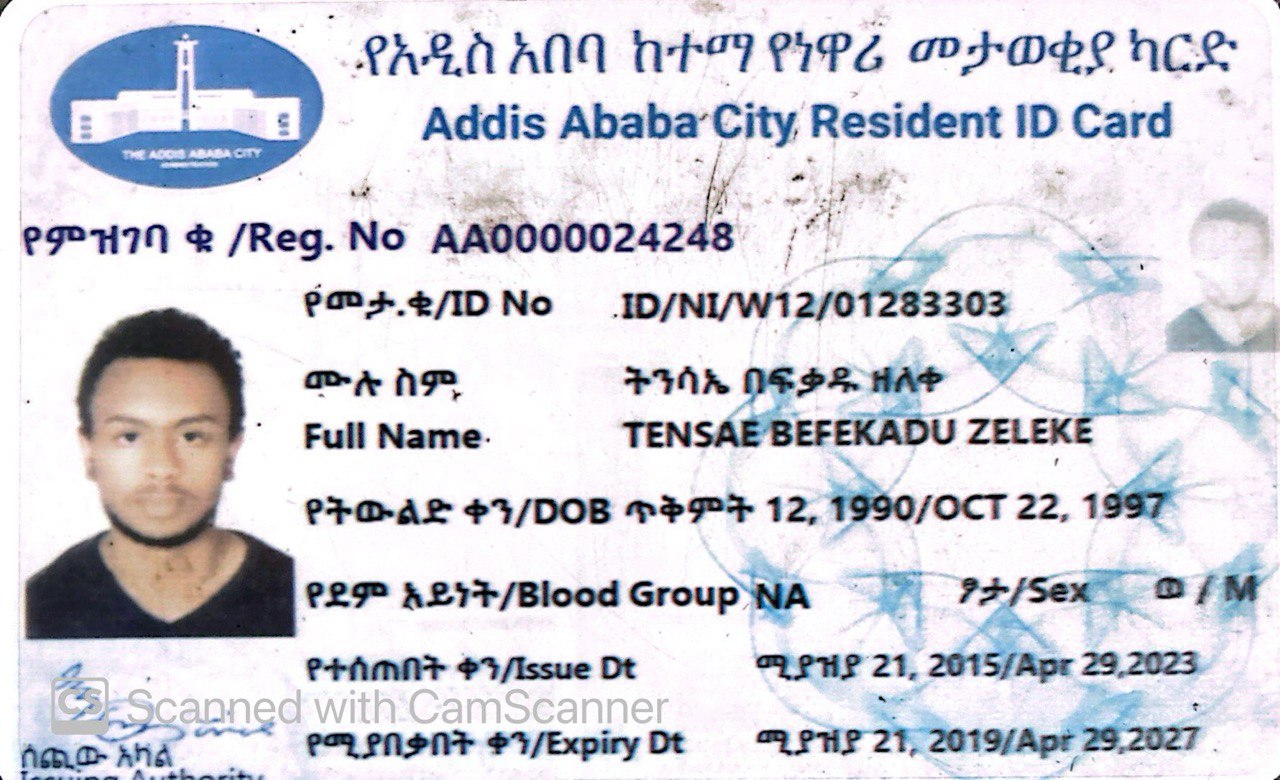 የአዲስ አበባ ከተማ የነዋሪ መታወቂያ ካርድ
Addis Ababa City Resident ID Card
THE ADDIS ABABA CITY
ADMINISTRATION
የምዝገባ ቁ /Reg. No AA0000024248
የመታ.ቁ/ID No ID/NI/W12/01283303
ሙሉ ስም ትንሳኤ በፍቃዱ ዘለቀ
Full Name TENSAE BEFEKADU ZELEKE
የትውልድ ቀን/DOB ጥቅምት 12, 1990/OCT 22, 1997
የደም አይነት/Blood Group NA ፆታ/Sex ወ / M
የተሰጠበት ቀን/Issue Dt ሚያዝያ 21, 2015/Apr 29,2023
CS Scanned with CamScanner
የሚያበቃበት ቀን/Expiry Dt ሚያዝያ 21, 2019/Apr 29,2027
ሰጪው አካል
Issuing Authority